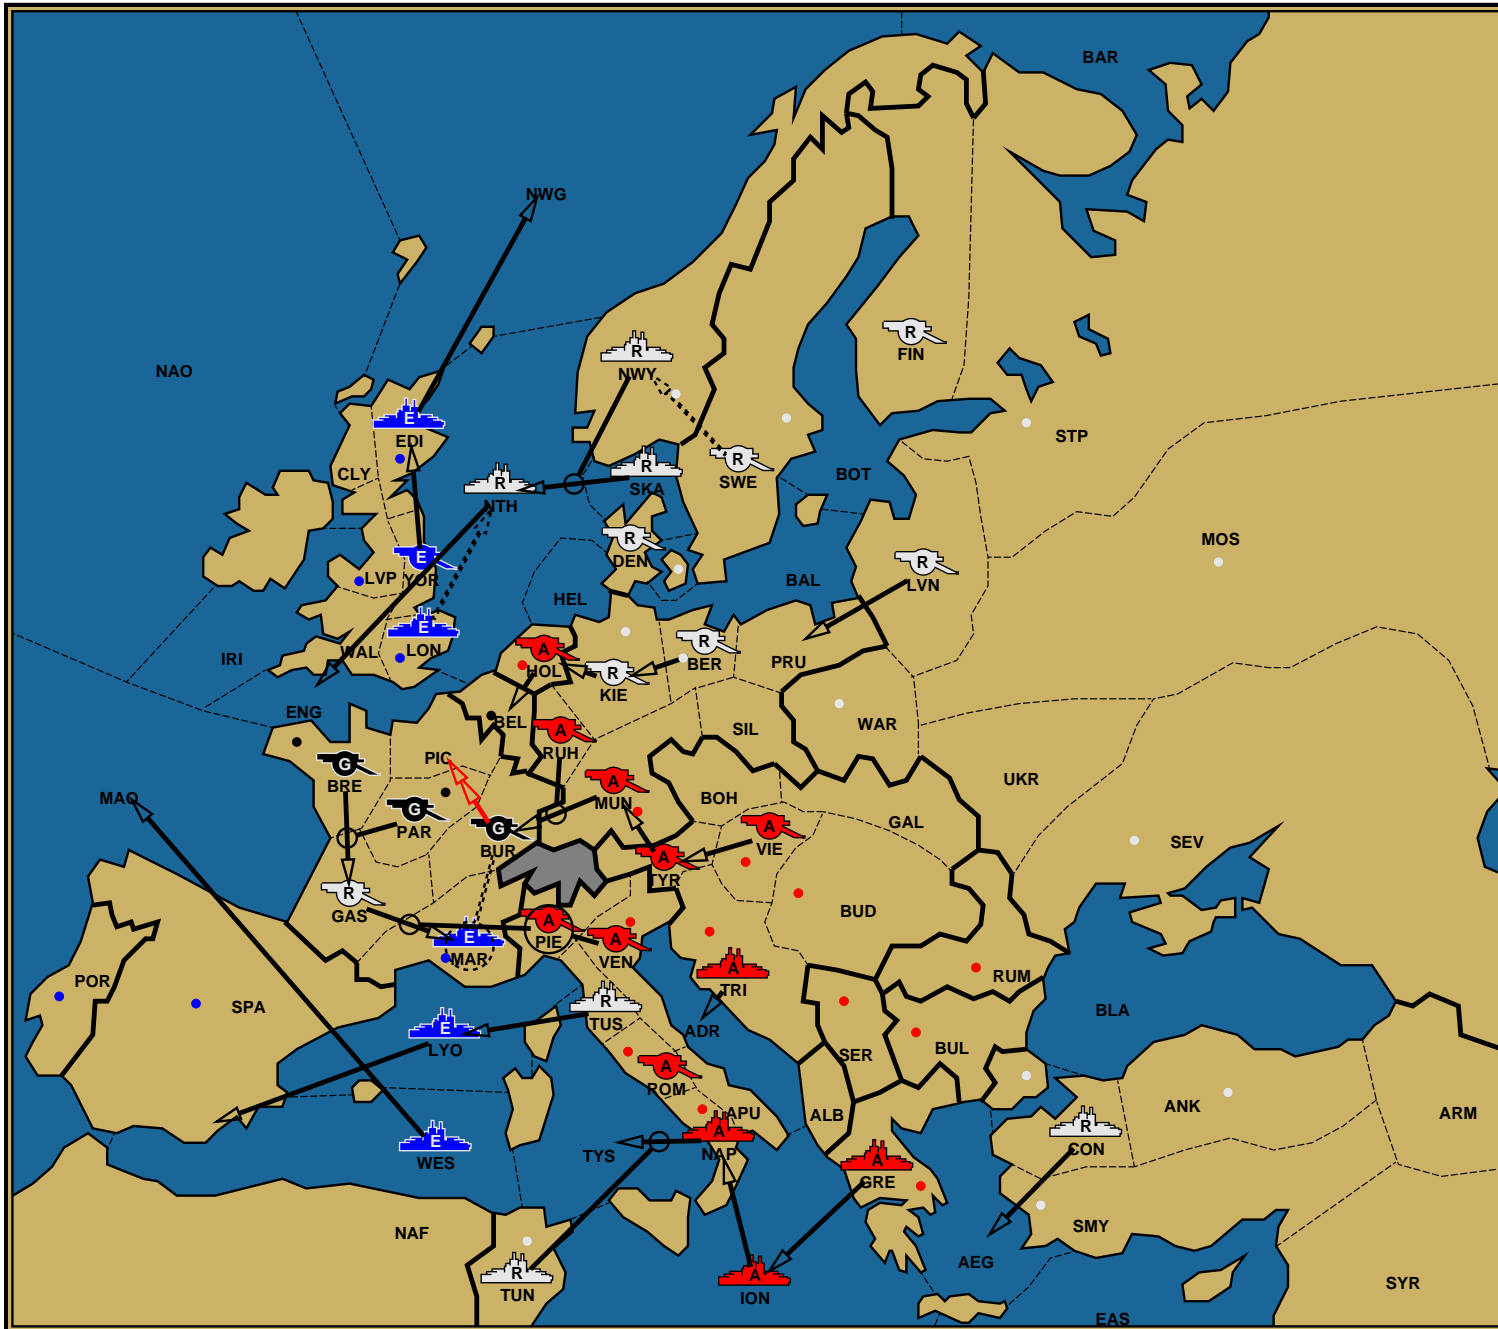 BAR
NWG
NAO
R
NWY
R
FIN
E
EDI
STP
CLY
R
SKA
R
SWE
BOT
R
NTH
R
DEN
MOS
E
YOR
LVP
BAL
R
LVN
HEL
E
LON
WAL
IRI
A
HOL
R
KIE
R
BER
PRU
ENG
BEL
A
RUH
SIL
WAR
PIC
UKR
G
BRE
MAO
A
MUN
BOH
G
PAR
G
BUR
A
VIE
GAL
SEV
A
TYR
R
GAS
BUD
A
PIE
A
VEN
E
MAR
POR
SPA
A
TRI
RUM
R
TUS
BLA
E
LYO
ADR
SER
BUL
A
ROM
APU
ALB
ANK
ARM
E
WES
TYS
A
NAP
R
CON
A
GRE
NAF
SMY
AEG
R
TUN
A
ION
SYR
EAS